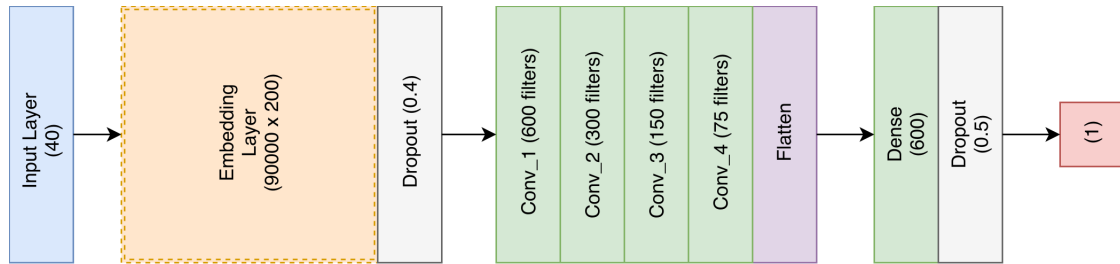 Input Layer
(40)
Embedding
Layer
(90000 x 200)
Dropout (0.4)
Conv_1 (600 filters)
Conv_2 (300 filters)
Conv_3 (150 filters)
Conv_4 (75 filters)
Flatten
Dense
(600)
Dropout
(0.5)
(1)